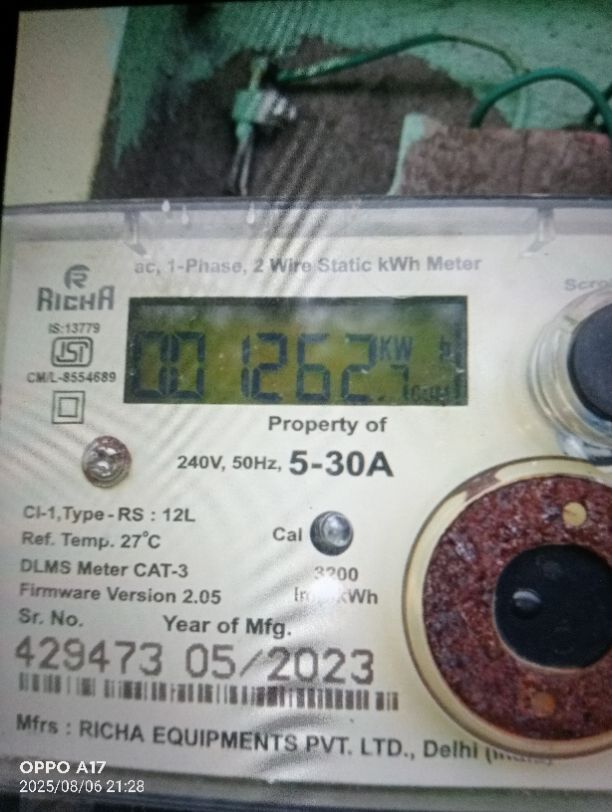 ac, 1-Phase, 2 Wire Static kWh Meter
RICHA
IS:13779
ISI
CM/L-8554689
001262.7 KW h
Property of
240V, 50Hz, 5-30A
Cl-1,Type-RS : 12L
Ref. Temp. 27°C
Cal
DLMS Meter CAT-3
3200
Firmware Version 2.05
Sr. No. Year of Mfg.
429473 05/2023
Mfrs : RICHA EQUIPMENTS PVT. LTD., Delhi
OPPO A17
2025/08/06 21:28